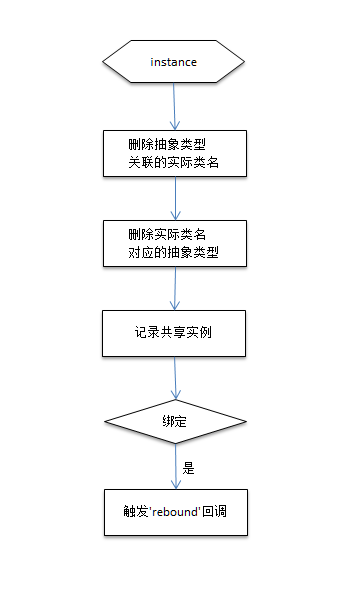 instance
删除抽象类型
关联的实际类名
删除实际类名
对应的抽象类型
记录共享实例
绑定
是
触发'rebound'回调